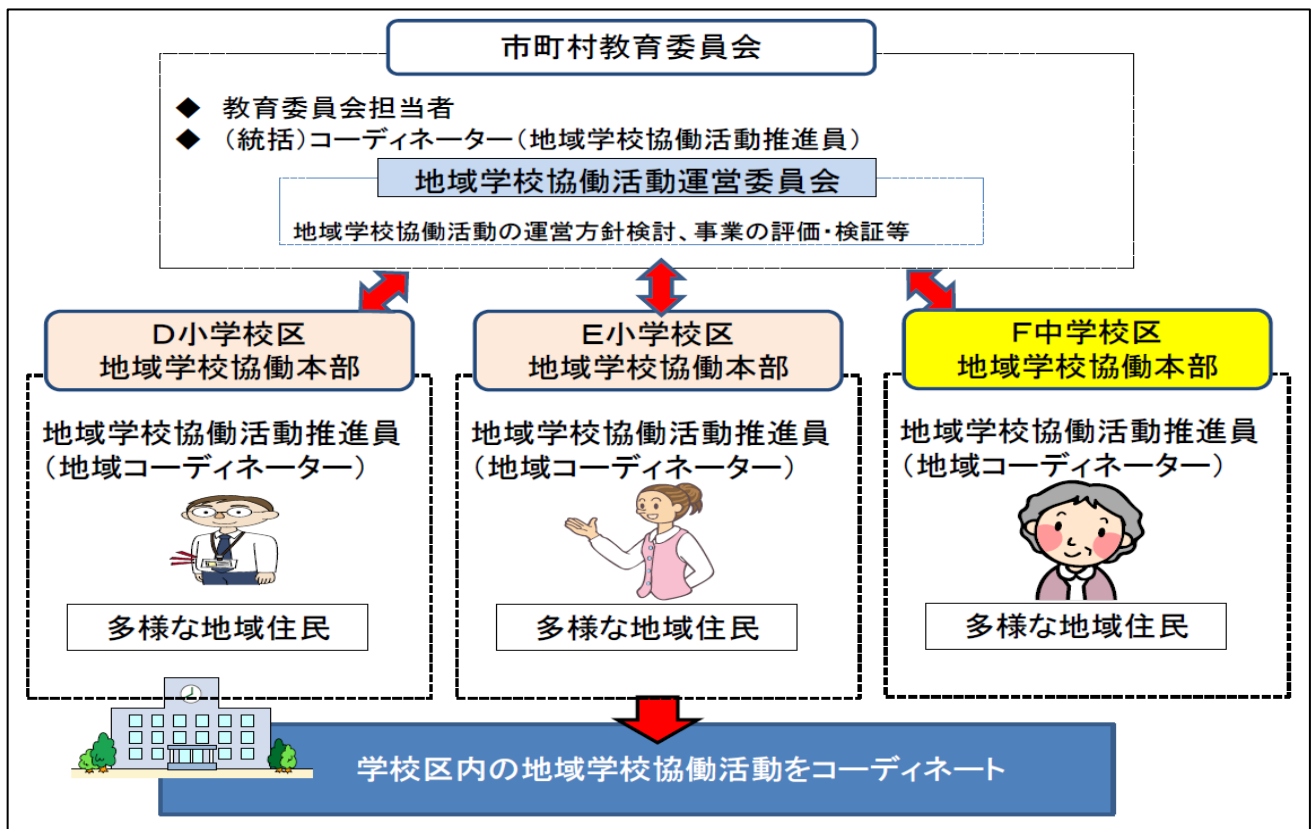 市町村教育委員会
◆ 教育委員会担当者
◆ （統括）コーディネーター（地域学校協働活動推進員）
地域学校協働活動運営委員会
地域学校協働活動の運営方針検討、事業の評価・検証等
D小学校区
地域学校協働本部
地域学校協働活動推進員
（地域コーディネーター）
多様な地域住民
E小学校区
地域学校協働本部
地域学校協働活動推進員
（地域コーディネーター）
多様な地域住民
F中学校区
地域学校協働本部
地域学校協働活動推進員
（地域コーディネーター）
多様な地域住民
学校区内の地域学校協働活動をコーディネート